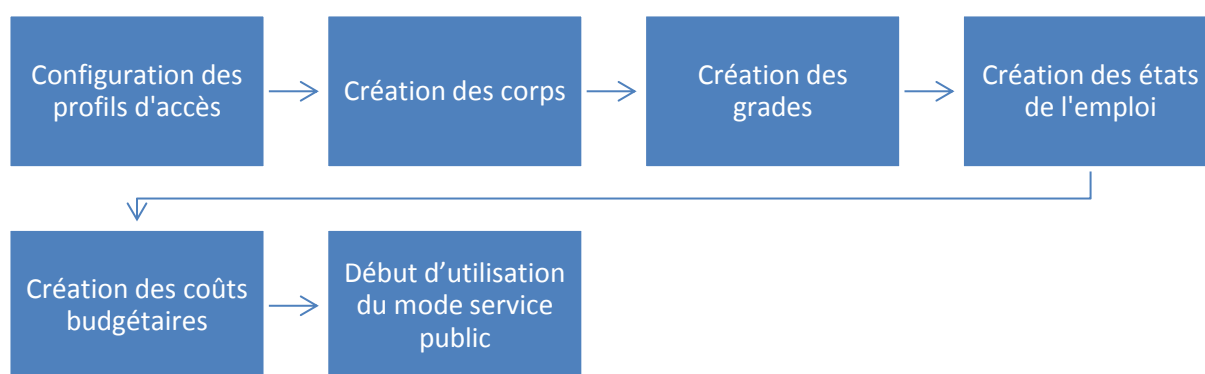 Configuration des
profils d'accès
Création des corps
Création des
grades
Création des états
de l'emploi
Création des coûts
budgétaires
Début d’utilisation
du mode service
public